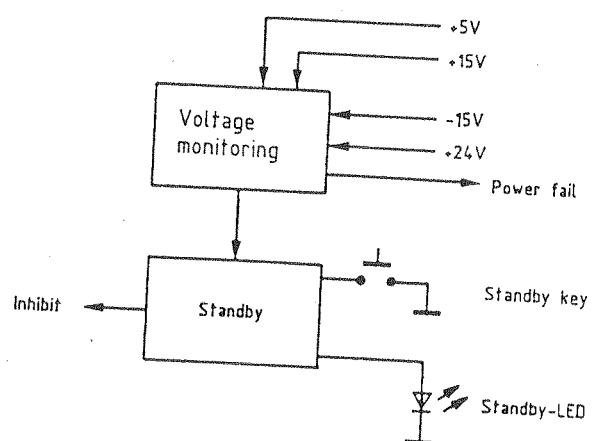 +5V
+15V
Voltage
monitoring
-15V
+24V
Power fail
Standby
Standby key
Inhibit
Standby-LED